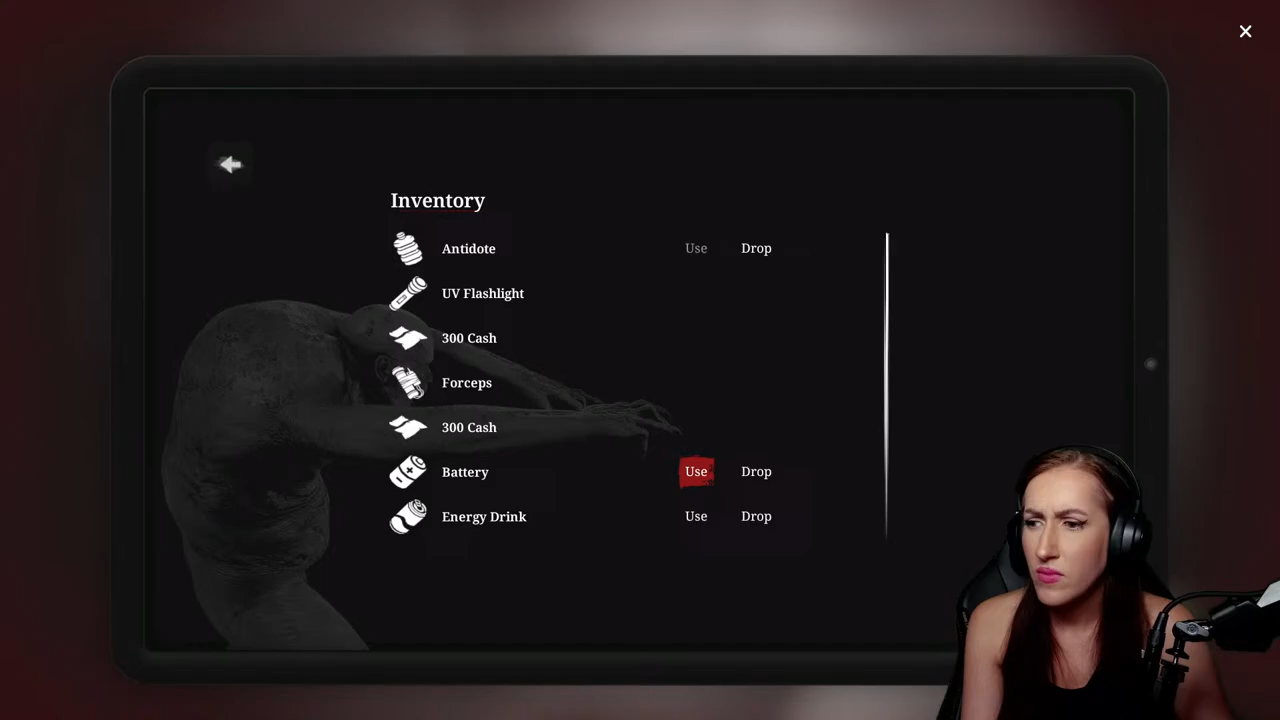 Inventory
Antidote Use Drop
UV Flashlight
300 Cash
Forceps
300 Cash
Battery Use Drop
Energy Drink Use Drop